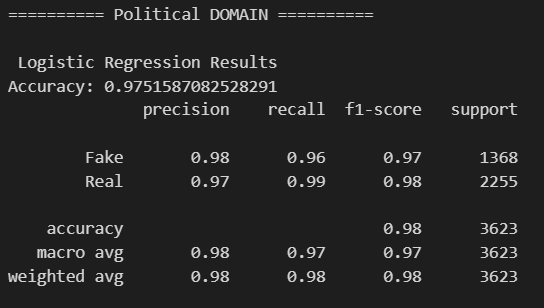 ========== Political DOMAIN ==========
Logistic Regression Results
Accuracy: 0.9751587082528291
precision recall f1-score support
Fake 0.98 0.96 0.97 1368
Real 0.97 0.99 0.98 2255
accuracy 0.98 3623
macro avg 0.98 0.97 0.97 3623
weighted avg 0.98 0.98 0.98 3623